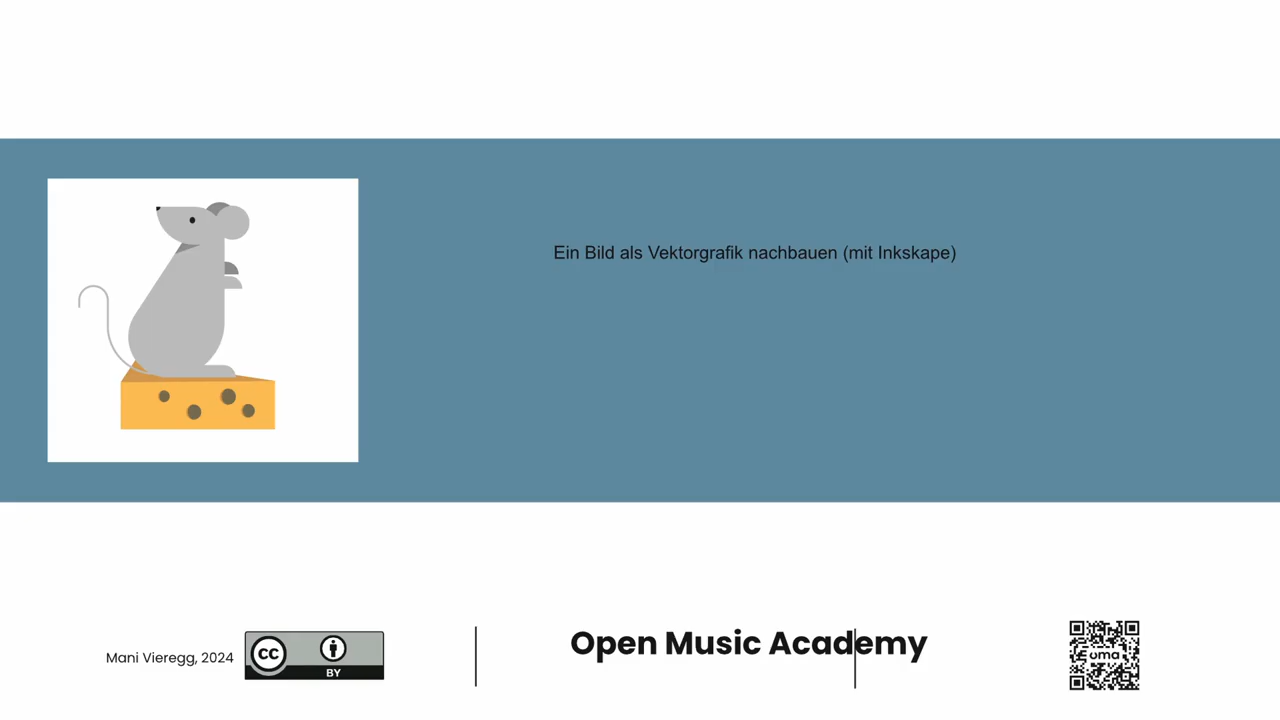 Ein Bild als Vektorgrafik nachbauen (mit Inkskape)
Mani Vieregg, 2024
cc
BY
Open Music Academy
oma